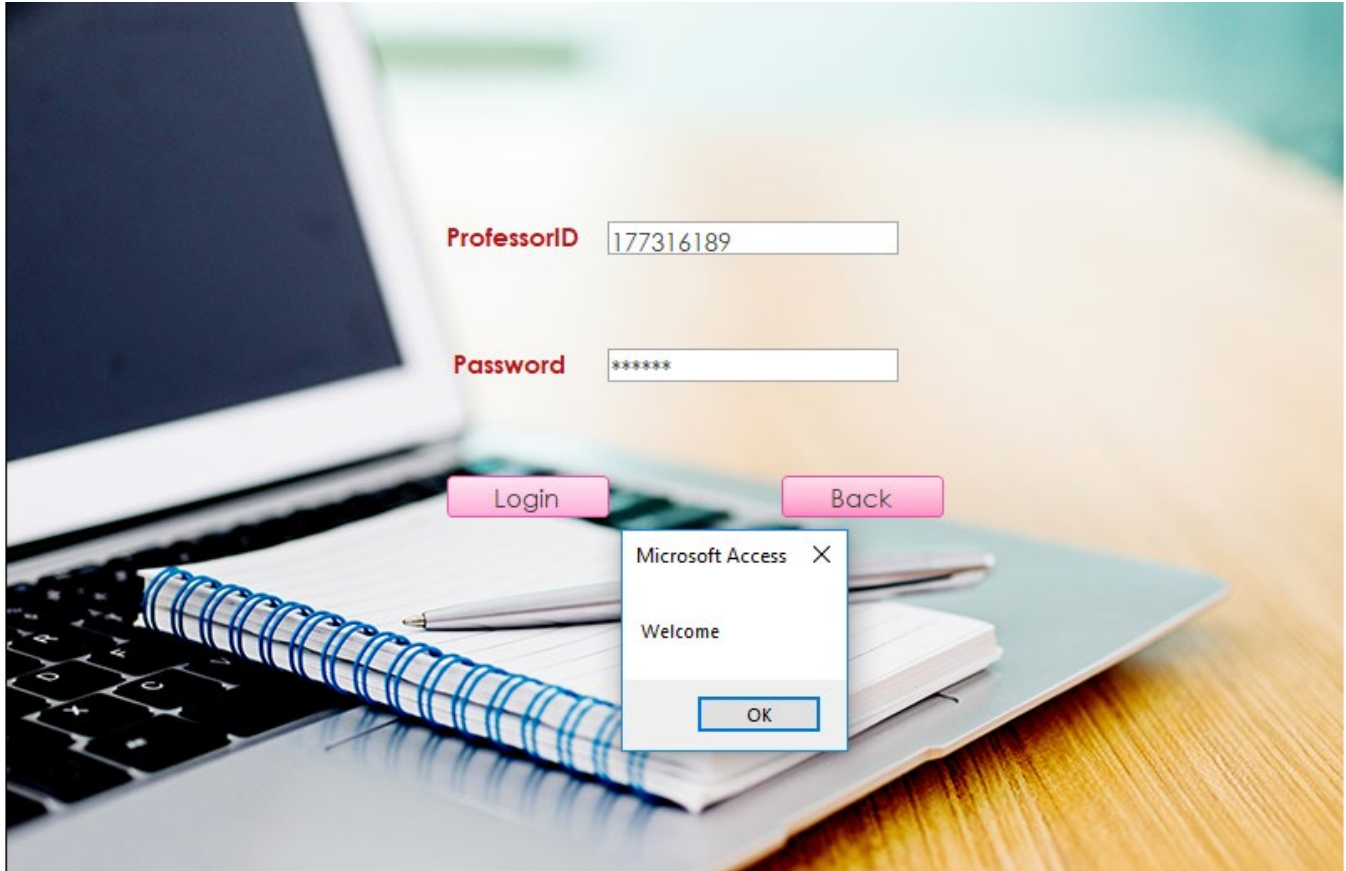 ProfessorID 177316189
Password ******
Login Back
Microsoft Access
Welcome
OK